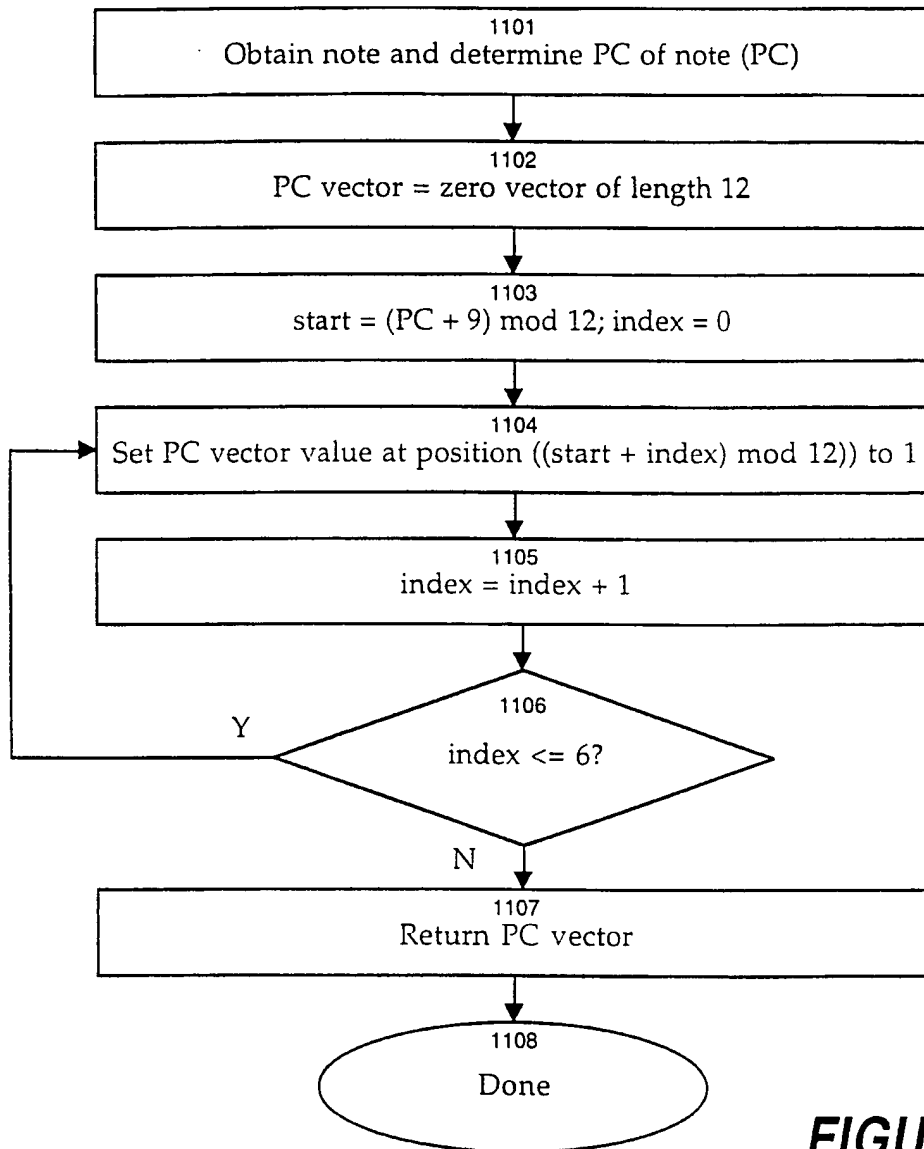 1101
Obtain note and determine PC of note (PC)
1102
PC vector = zero vector of length 12
1103
start = (PC + 9) mod 12; index = 0
1104
Set PC vector value at position ((start + index) mod 12)) to 1
1105
index = index + 1
1106
Y
index <= 6?
N
1107
Return PC vector
1108
Done